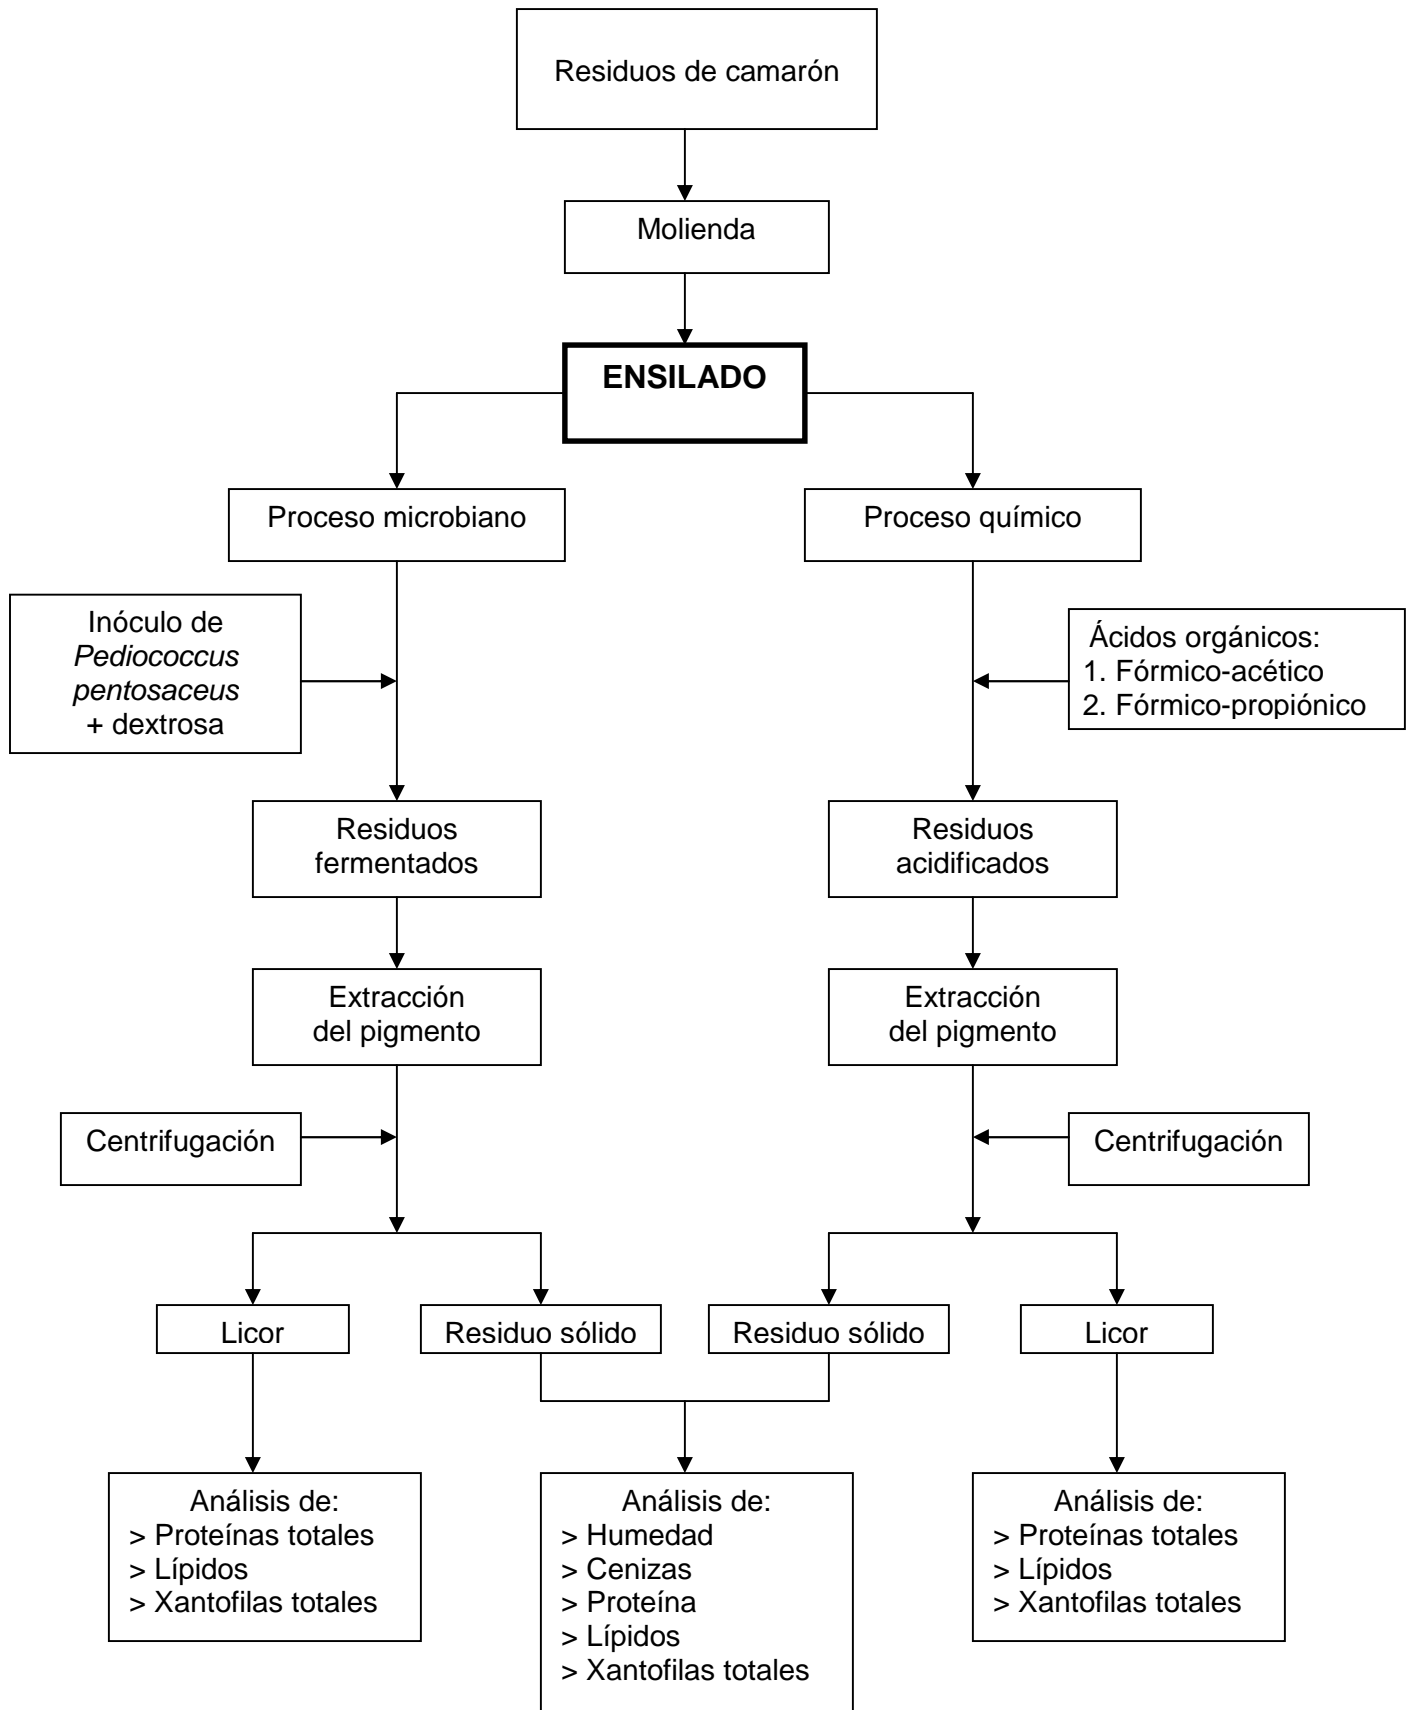 Residuos de camarón
Molienda
ENSILADO
Proceso microbiano
Proceso químico
Inóculo de
Pediococcus
pentosaceus
+ dextrosa
Ácidos orgánicos:
1. Fórmico-acético
2. Fórmico-propiónico
Residuos
fermentados
Residuos
acidificados
Extracción
del pigmento
Extracción
del pigmento
Centrifugación
Centrifugación
Licor
Residuo sólido
Residuo sólido
Licor
Análisis de:
> Proteínas totales
> Lípidos
> Xantofilas totales
Análisis de:
> Humedad
> Cenizas
> Proteína
> Lípidos
> Xantofilas totales
Análisis de:
> Proteínas totales
> Lípidos
> Xantofilas totales